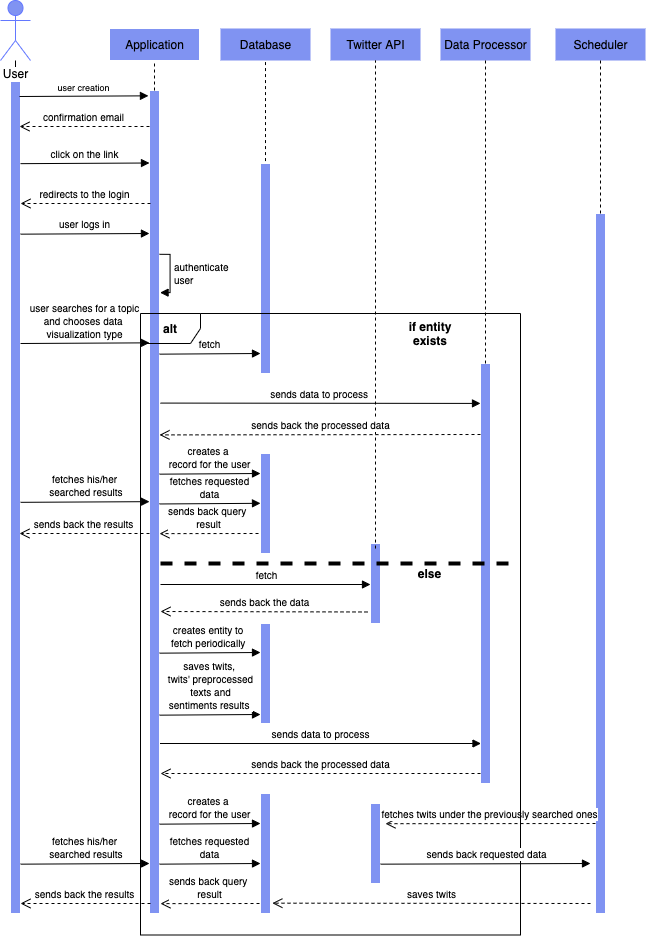 Application
Database
Twitter API
Data Processor
Scheduler
User
user creation
confirmation email
click on the link
redirects to the login
user logs in
authenticate
user
user searches for a topic
and chooses data
visualization type
alt
if entity
exists
fetch
sends data to process
sends back the processed data
creates a
record for the user
fetches his/her
searched results
fetches requested
data
sends back the results
sends back query
result
else
fetch
sends back the data
creates entity to
fetch periodically
saves twits,
twits' preprocessed
texts and
sentiments results
sends data to process
sends back the processed data
creates a
record for the user
fetches twits under the previously searched ones
fetches his/her
searched results
fetches requested
data
sends back requested data
sends back the results
sends back query
result
saves twits